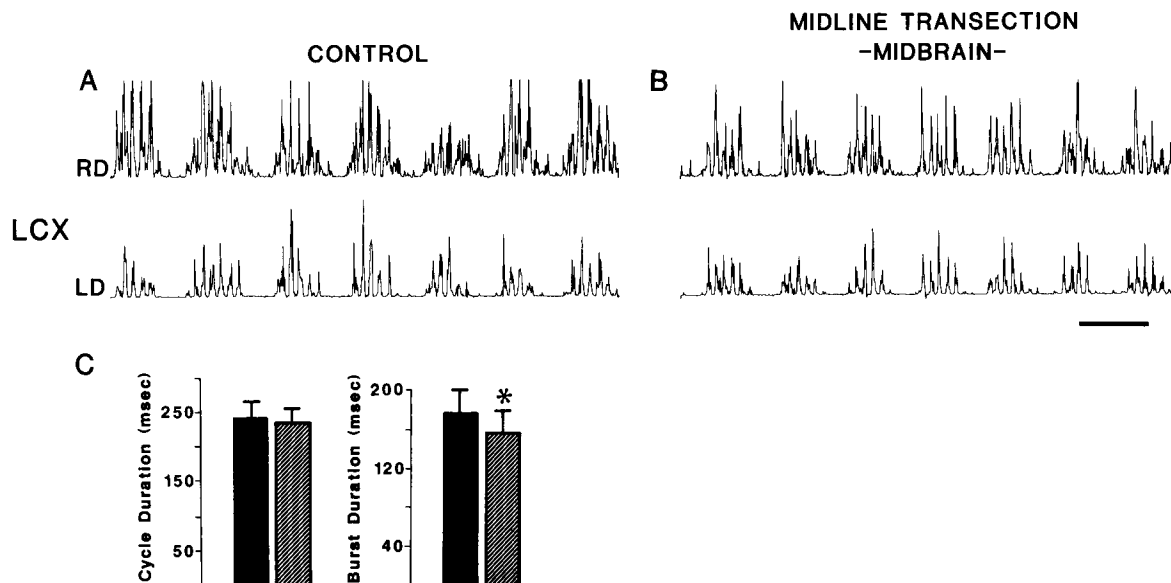 CONTROL
MIDLINE TRANSECTION
-MIDBRAIN-
A
B
RD
LCX
LD
C
Cycle Duration (msec)
250
150
50
Burst Duration (msec)
200
120
40
*